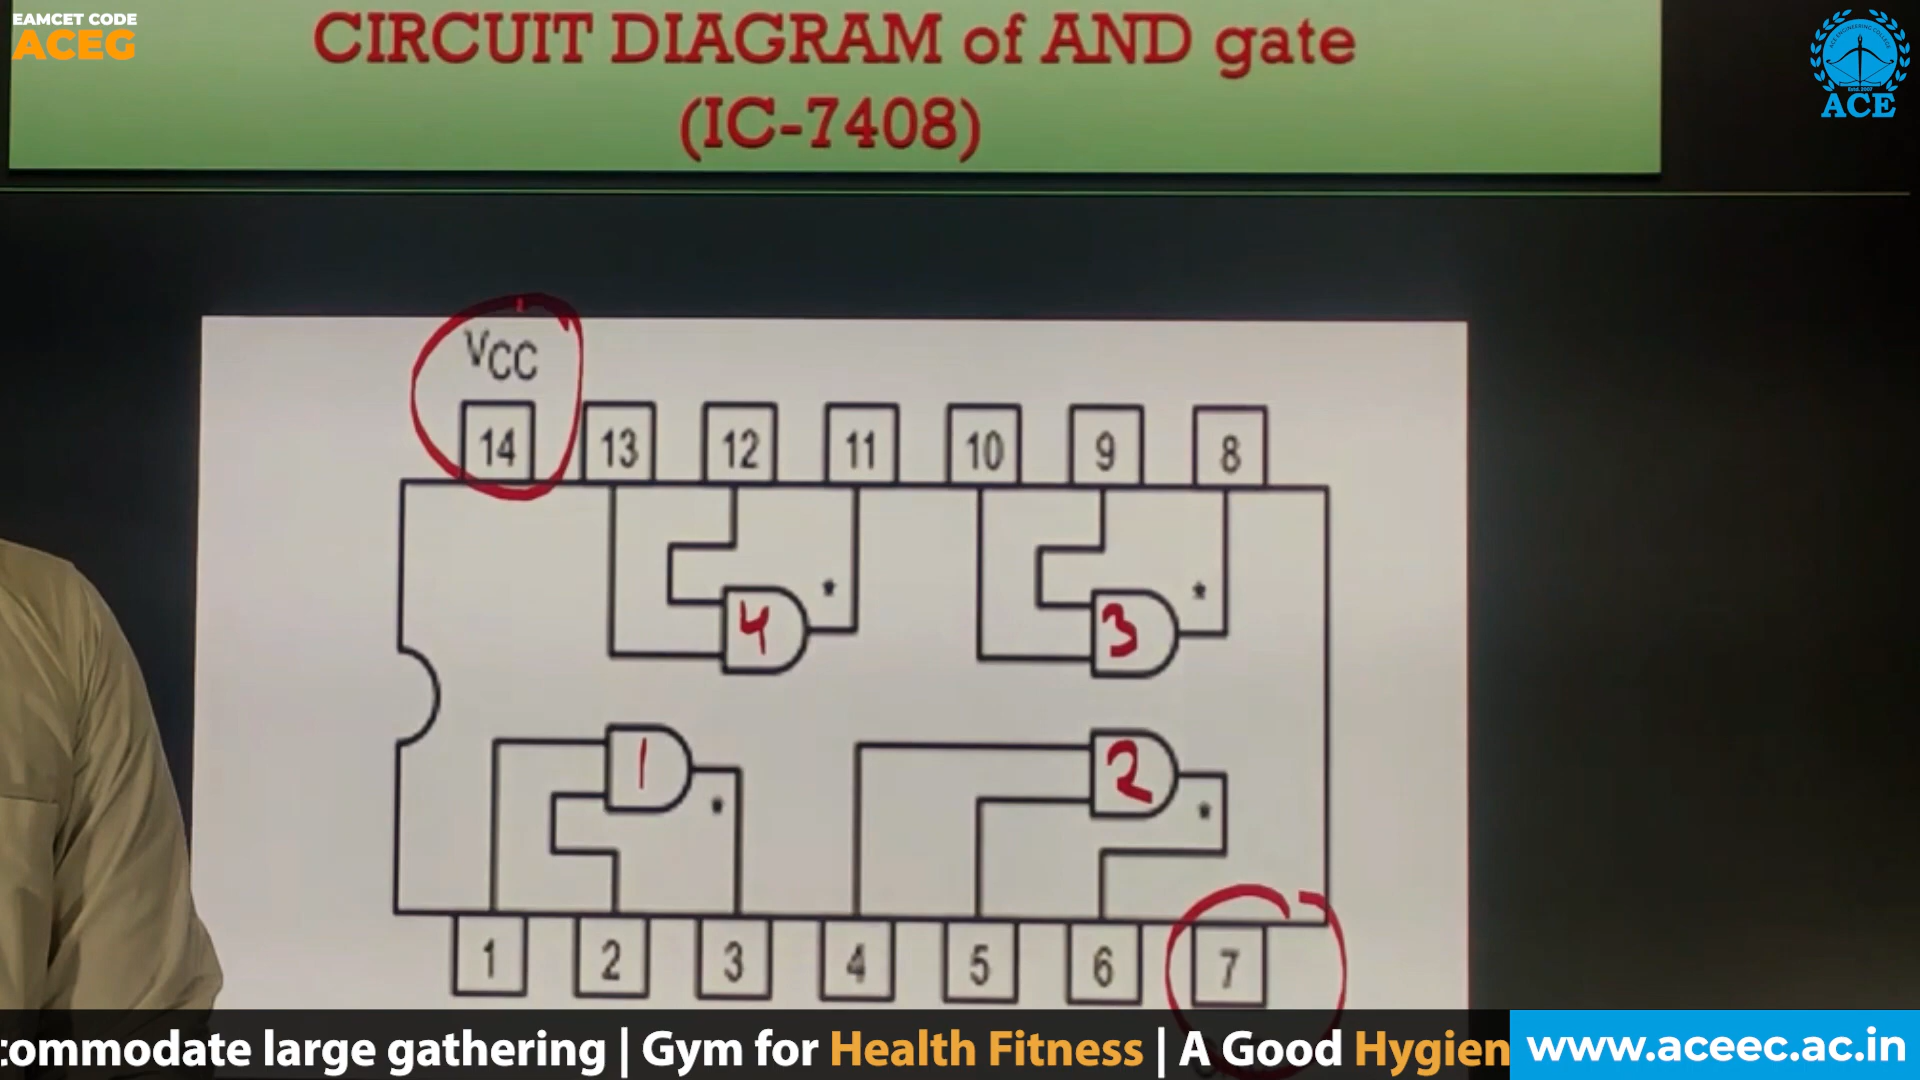 EAMCET CODE
ACEG
CIRCUIT DIAGRAM of AND gate
(IC-7408)
ACE
VCC
14 13 12 11 10 9 8
* *
4 3
1 2
* *
1 2 3 4 5 6 7
commodate large gathering | Gym for Health Fitness | A Good Hygien
www.aceec.ac.in